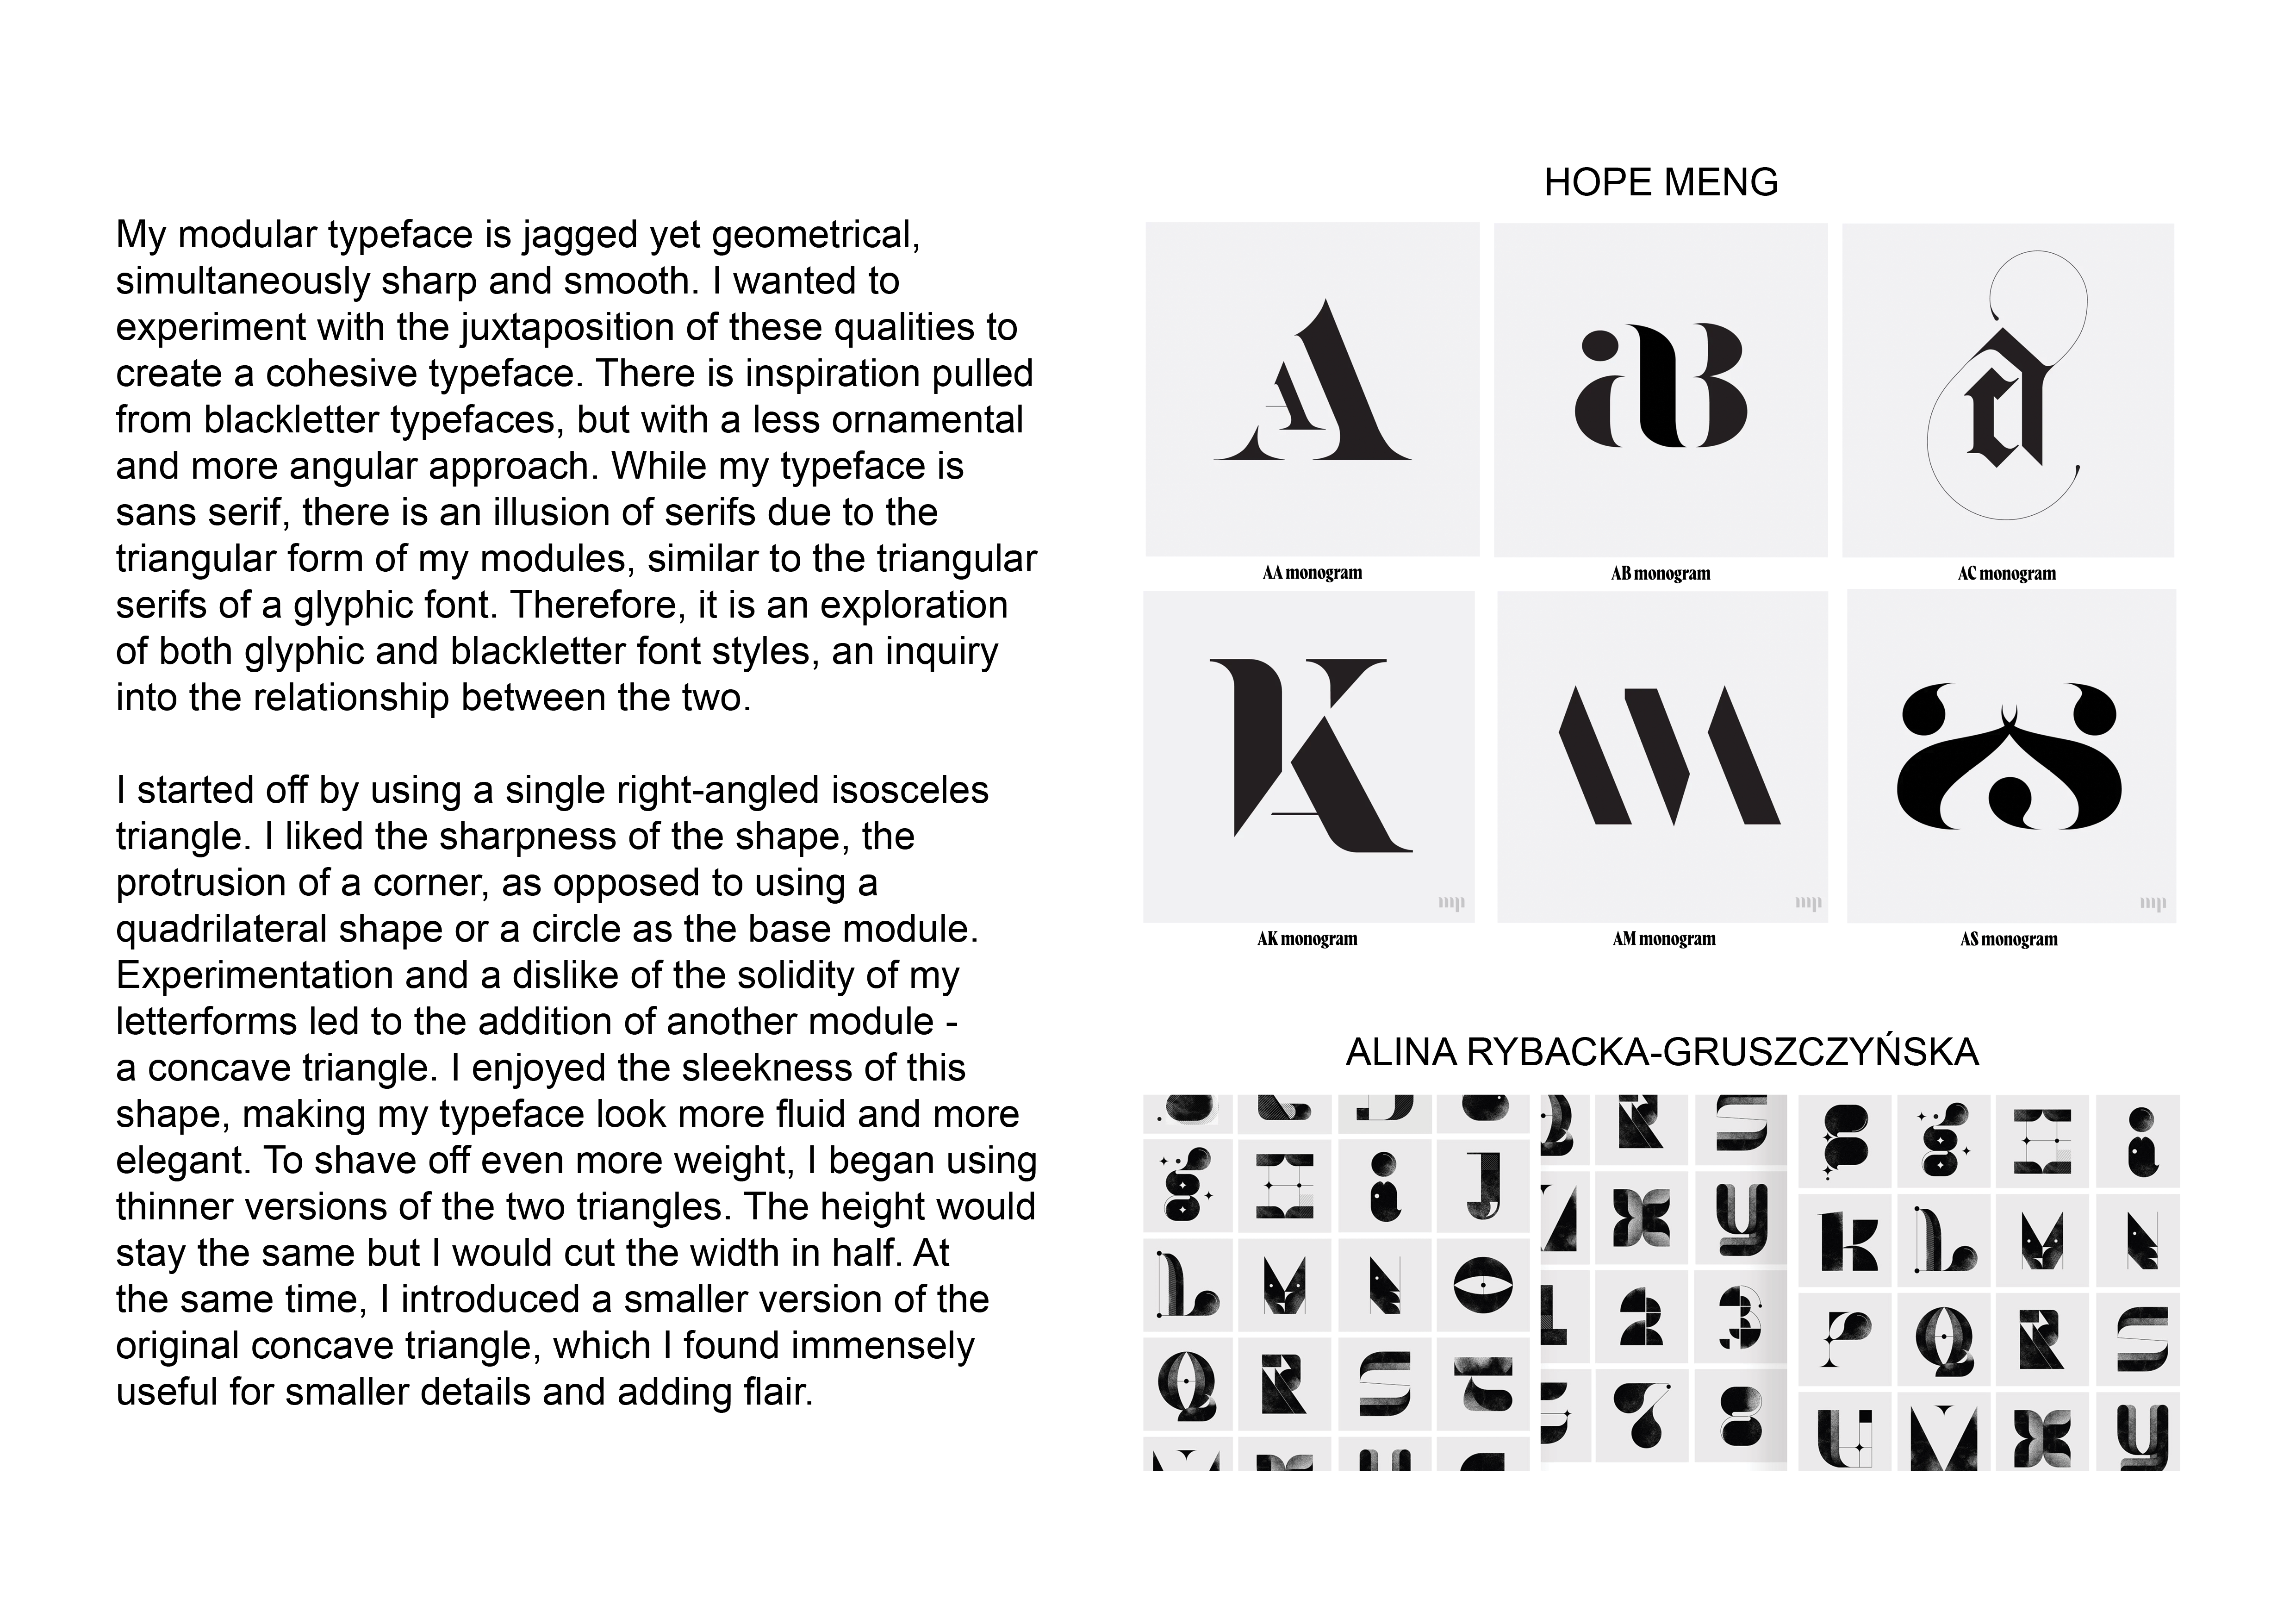 My modular typeface is jagged yet geometrical,
simultaneously sharp and smooth. I wanted to
experiment with the juxtaposition of these qualities to
create a cohesive typeface. There is inspiration pulled
from blackletter typefaces, but with a less ornamental
and more angular approach. While my typeface is
sans serif, there is an illusion of serifs due to the
triangular form of my modules, similar to the triangular
serifs of a glyphic font. Therefore, it is an exploration
of both glyphic and blackletter font styles, an inquiry
into the relationship between the two.
I started off by using a single right-angled isosceles
triangle. I liked the sharpness of the shape, the
protrusion of a corner, as opposed to using a
quadrilateral shape or a circle as the base module.
Experimentation and a dislike of the solidity of my
letterforms led to the addition of another module -
a concave triangle. I enjoyed the sleekness of this
shape, making my typeface look more fluid and more
elegant. To shave off even more weight, I began using
thinner versions of the two triangles. The height would
stay the same but I would cut the width in half. At
the same time, I introduced a smaller version of the
original concave triangle, which I found immensely
useful for smaller details and adding flair.
HOPE MENG
AA monogram
AB monogram
AC monogram
AK monogram
AM monogram
AS monogram
ALINA RYBACKA-GRUSZCZYŃSKA
g H i J
L M N O
Q R S t
R S
x y
1 2 3
7 8
g g H i
k L M N
P Q R S
U V x y